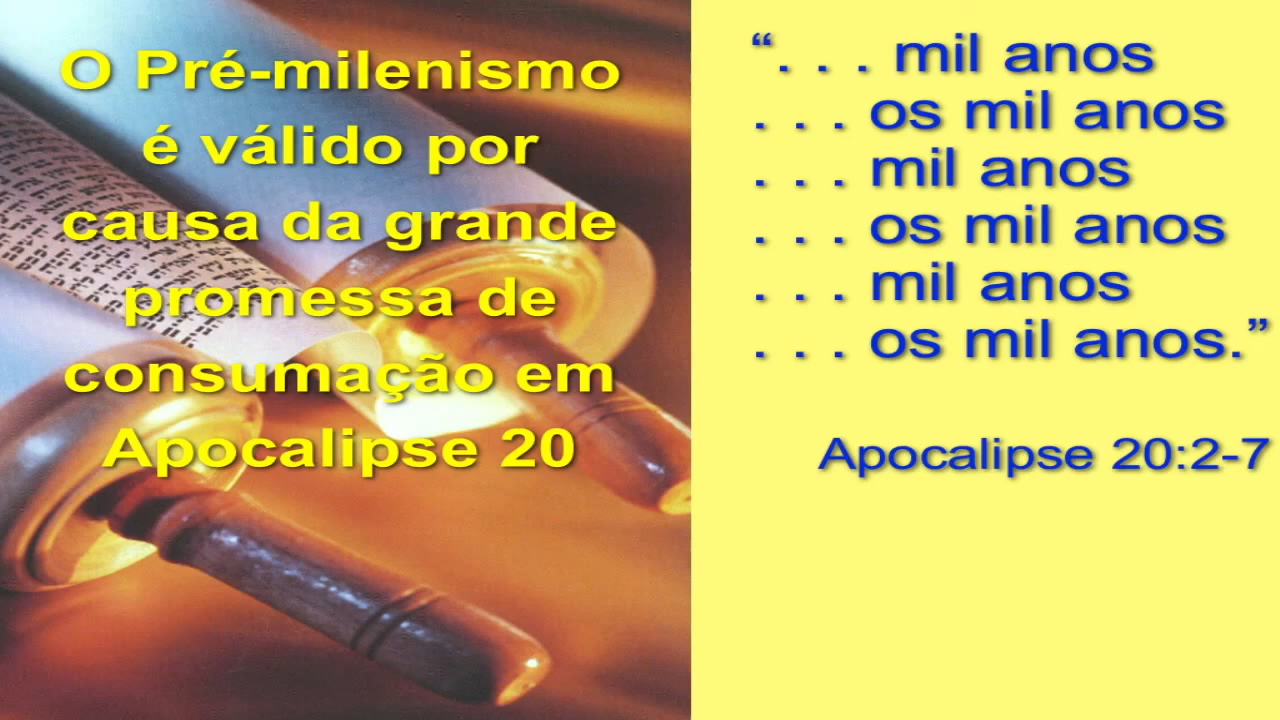 O Pré-milenismo
é válido por
causa da grande
promessa de
consumação em
Apocalipse 20
“. . . mil anos
. . . os mil anos
. . . mil anos
. . . os mil anos
. . . mil anos
. . . os mil anos.”
Apocalipse 20:2-7